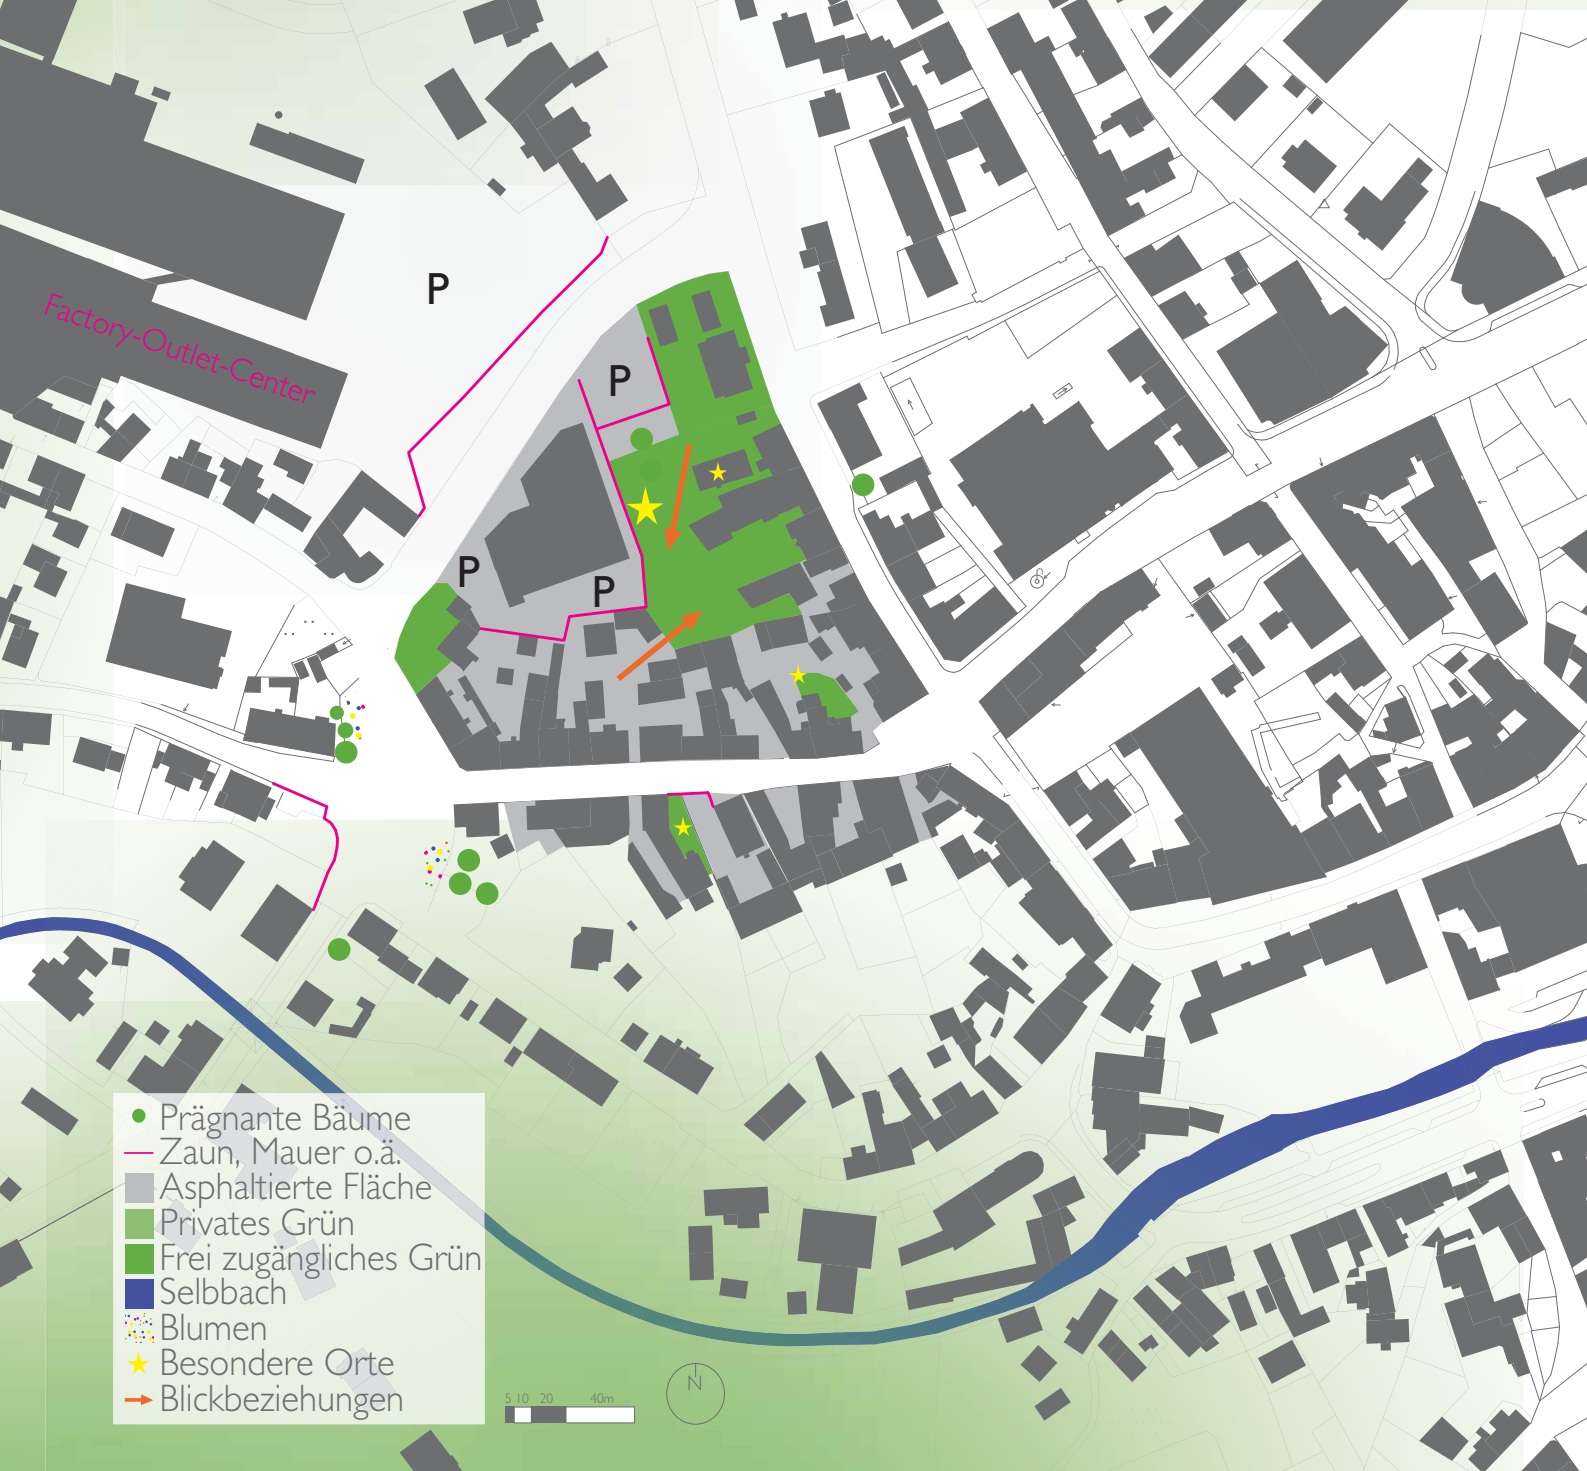 P
Factory-Outlet-Center
P
P
P
Prägnante Bäume
Zaun, Mauer o.ä.
Asphaltierte Fläche
Privates Grün
Frei zugängliches Grün
Selbbach
Blumen
Besondere Orte
Blickbeziehungen
5 10 20 40m
N